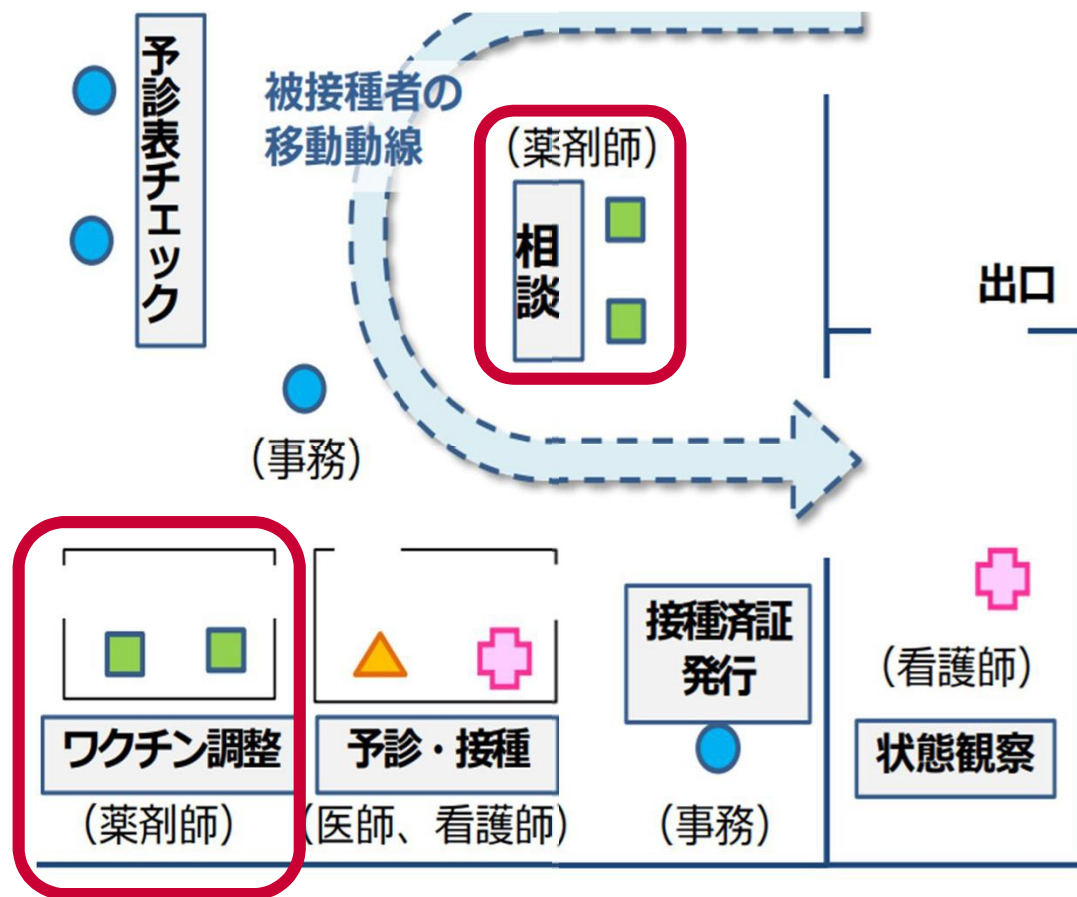 予診表チェック
被接種者の
移動動線
（薬剤師）
相談
出口
（事務）
ワクチン調整
（薬剤師）
予診・接種
（医師、看護師）
接種済証
発行
（事務）
（看護師）
状態観察